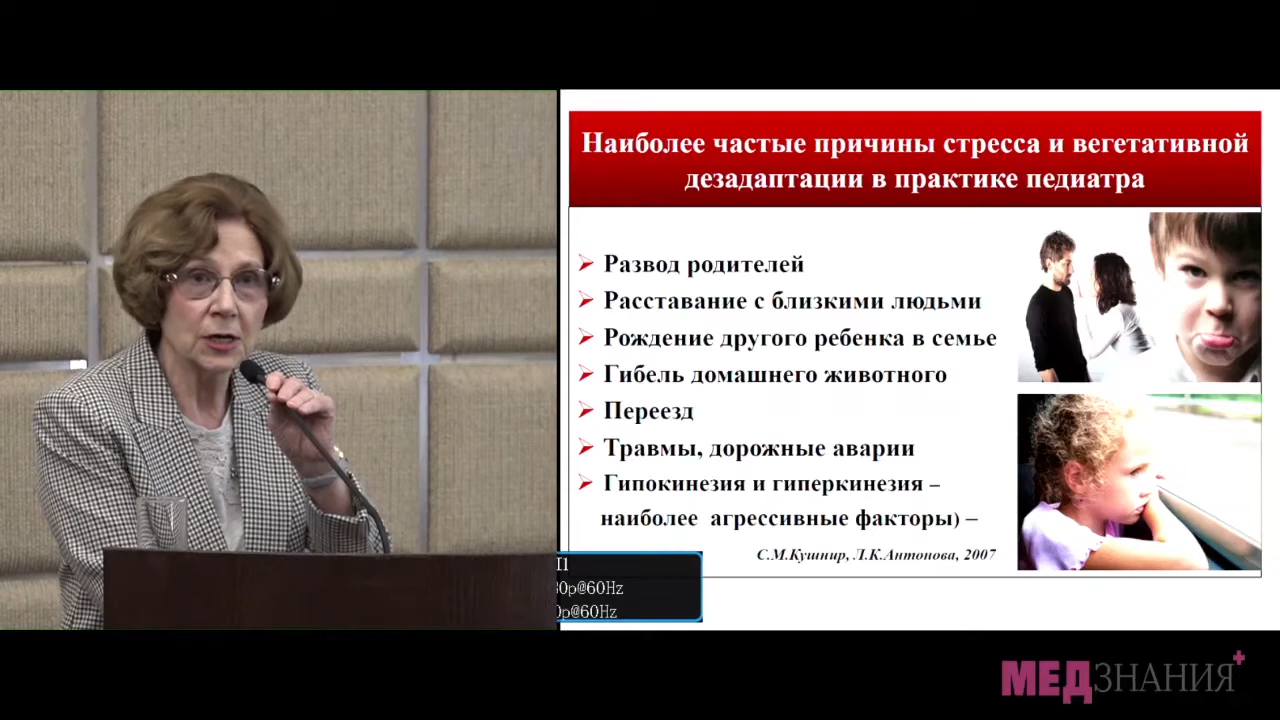 Наиболее частые причины стресса и вегетативной
дезадаптации в практике педиатра
Развод родителей
Расставание с близкими людьми
Рождение другого ребенка в семье
Гибель домашнего животного
Переезд
Травмы, дорожные аварии
Гипокинезия и гиперкинезия –
наиболее агрессивные факторы) –
С.М.Кушнир, Л.К.Антонова, 2007
0p@60Hz
0p@60Hz
МЕДЗНАНИЯ+